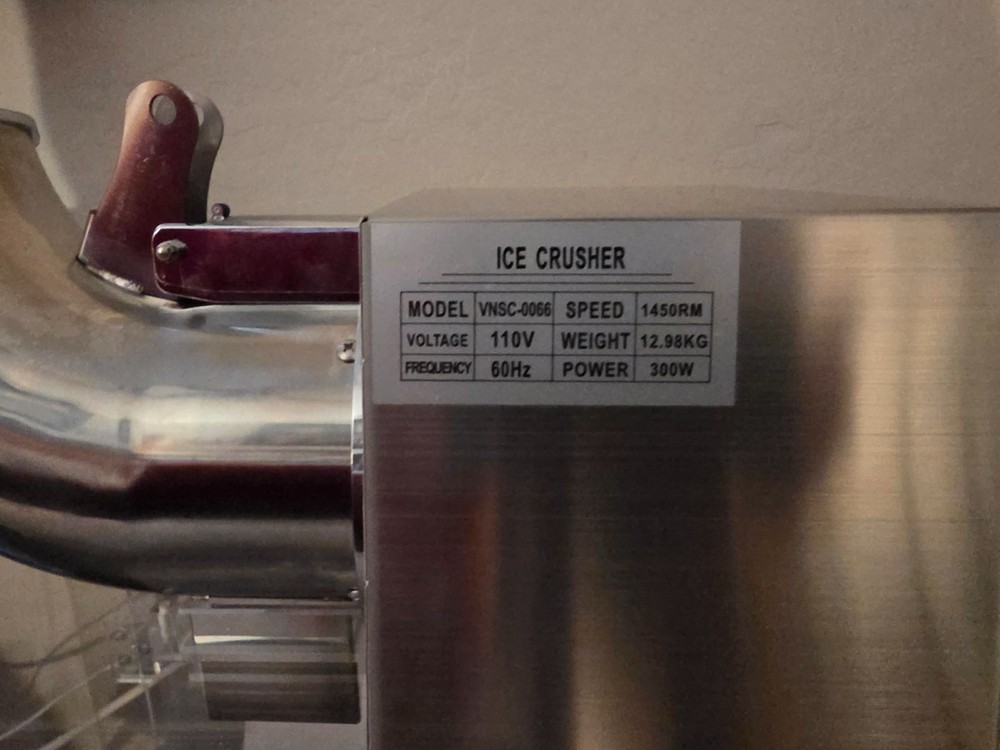 ICE CRUSHER
MODEL VNSC-0066 SPEED 1450RM
VOLTAGE 110V WEIGHT 12.98KG
FREQUENCY 60Hz POWER 300W